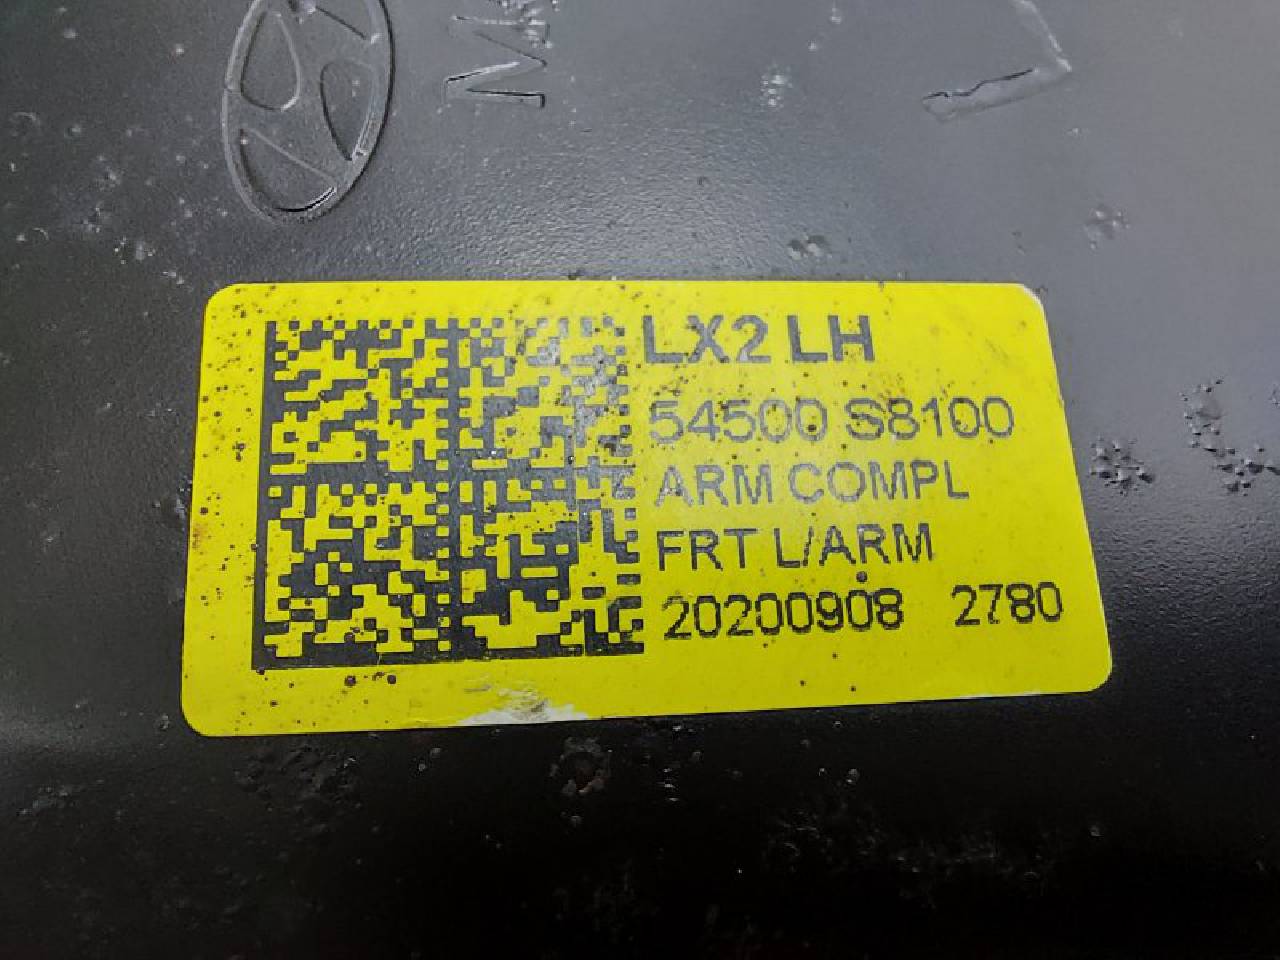 LX2 LH
54500 S8100
ARM COMPL
FRT L/ARM
20200908 2780